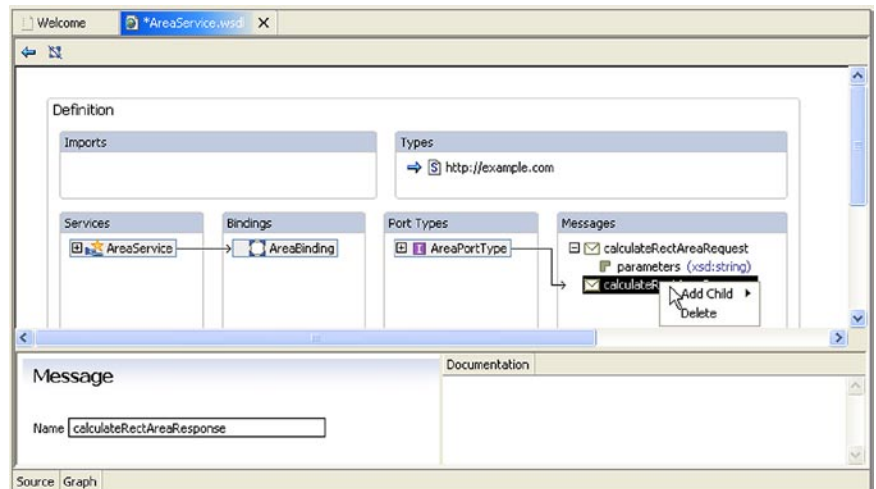 Welcome
*AreaService.wsdl
Definition
Imports
Types
http://example.com
Services
Bindings
Port Types
Messages
AreaService
AreaBinding
AreaPortType
calculateRectAreaRequest
parameters (xsd:string)
Add Child
Delete
Message
Documentation
Name calculateRectAreaResponse
Source Graph